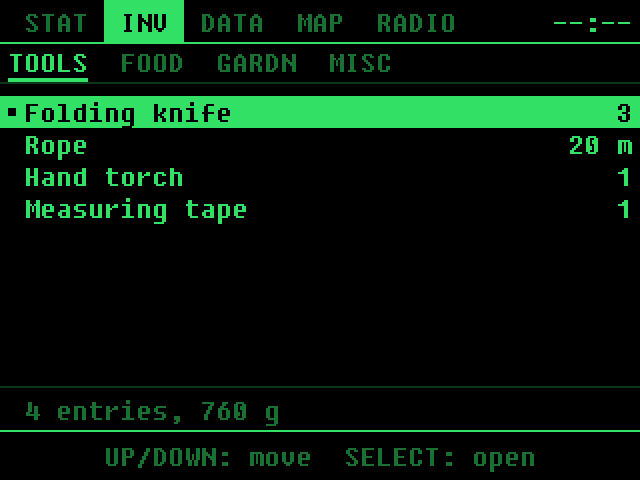 STAT INV DATA MAP RADIO --:--
TOOLS FOOD GARDN MISC
Folding knife 3
Rope 20 m
Hand torch 1
Measuring tape 1
4 entries, 760 g
UP/DOWN: move SELECT: open